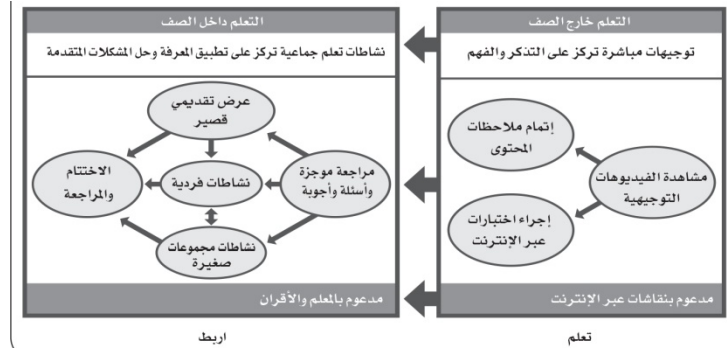 التعلم خارج الصف
توجيهات مباشرة تركز على التذكر والفهم
مشاهدة الفيديوهات
التوجيهية
إتمام ملاحظات
المحتوى
إجراء اختبارات
عبر الإنترنت
مدعوم بنقاشات عبر الإنترنت
تعلم
التعلم داخل الصف
نشاطات تعلم جماعية تركز على تطبيق المعرفة وحل المشكلات المتقدمة
عرض تقديمي
قصير
مراجعة موجزة
وأسئلة وأجوبة
نشاطات فردية
الاختتام
والمراجعة
نشاطات مجموعات
صغيرة
مدعوم بالمعلم والأقران
اربط